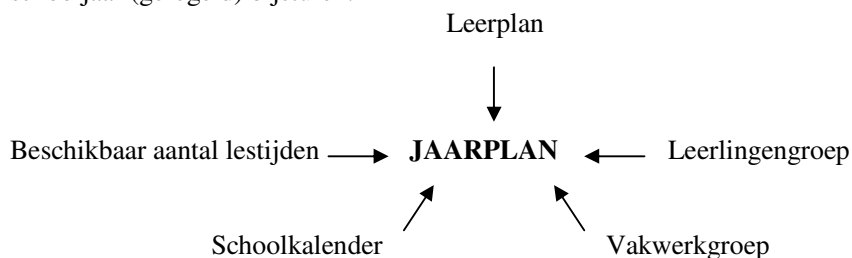 Leerplan
Beschikbaar aantal lestijden JAARPLAN Leerlingengroep
Schoolkalender Vakwerkgroep